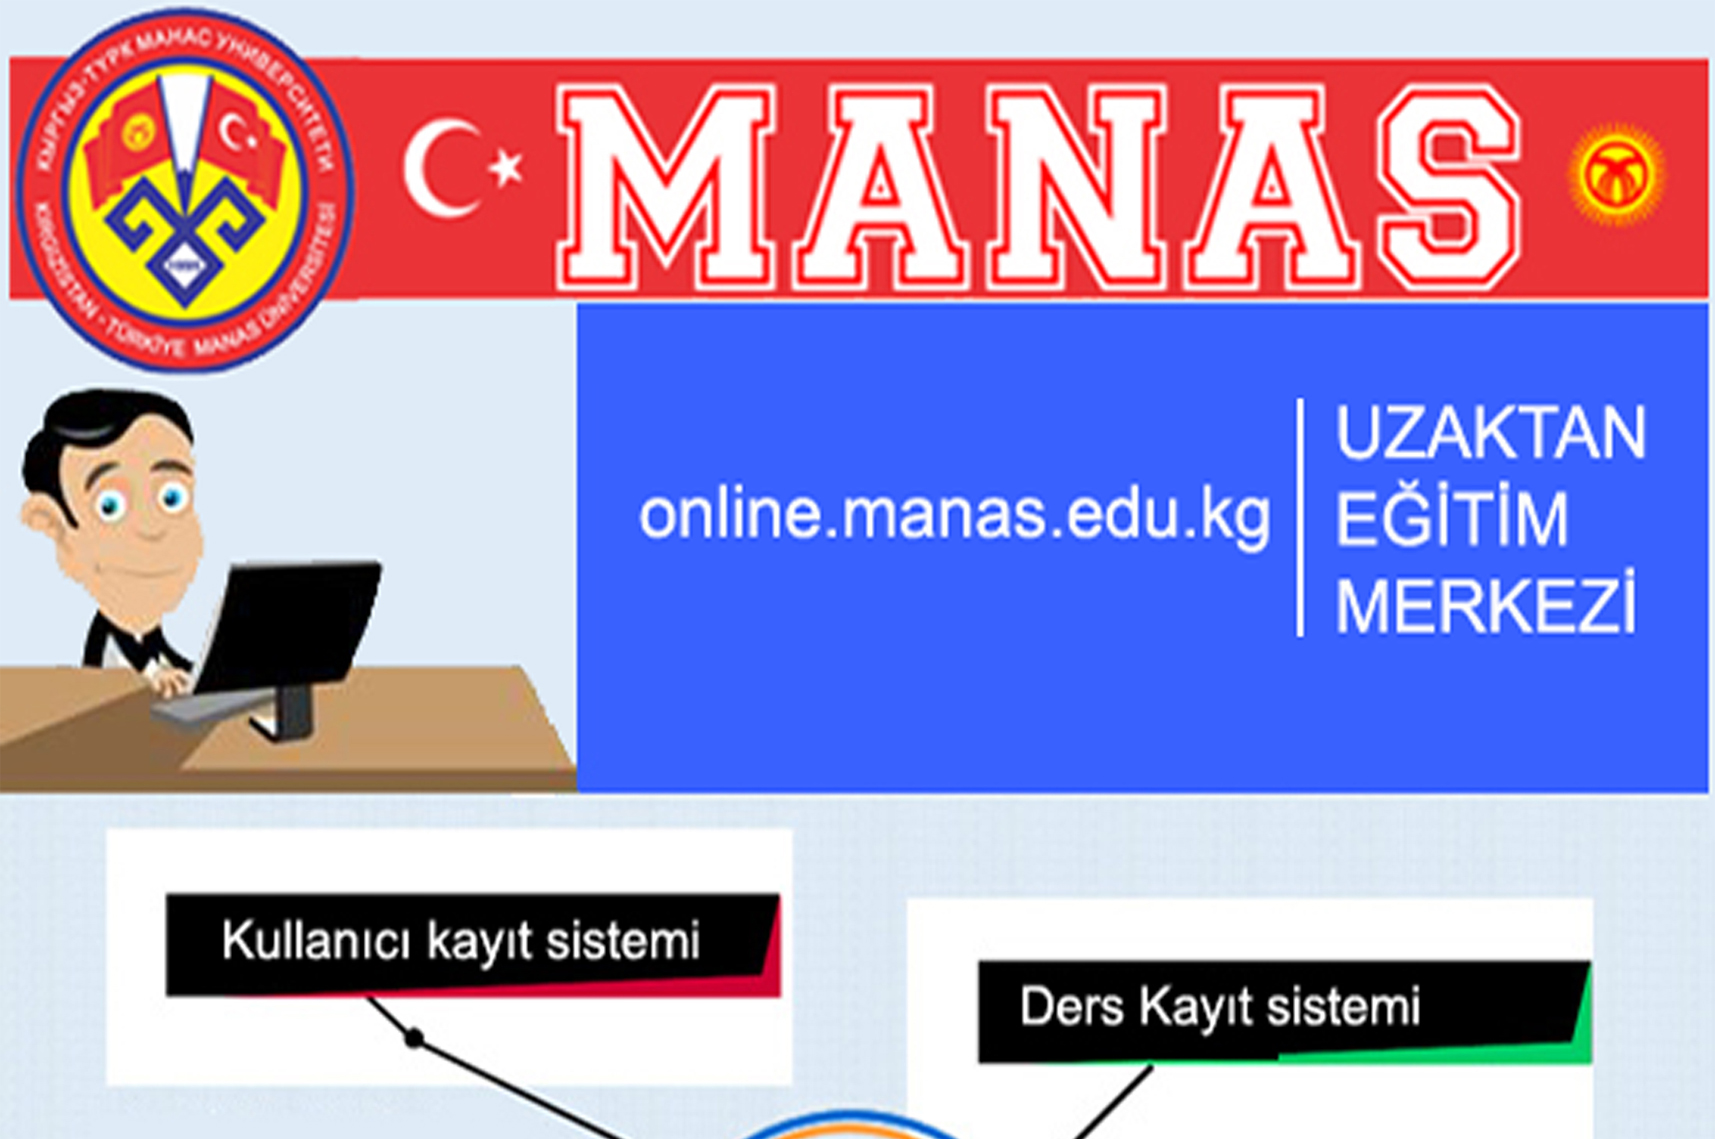 КЫРГЫЗ-ТҮРК МАНАС УНИВЕРСИТЕТИ
KIRGIZİSTAN - TÜRKİYE MANAS ÜNİVERSİTESİ
MANAS
online.manas.edu.kg
UZAKTAN
EĞİTİM
MERKEZİ
Kullanıcı kayıt sistemi
Ders Kayıt sistemi